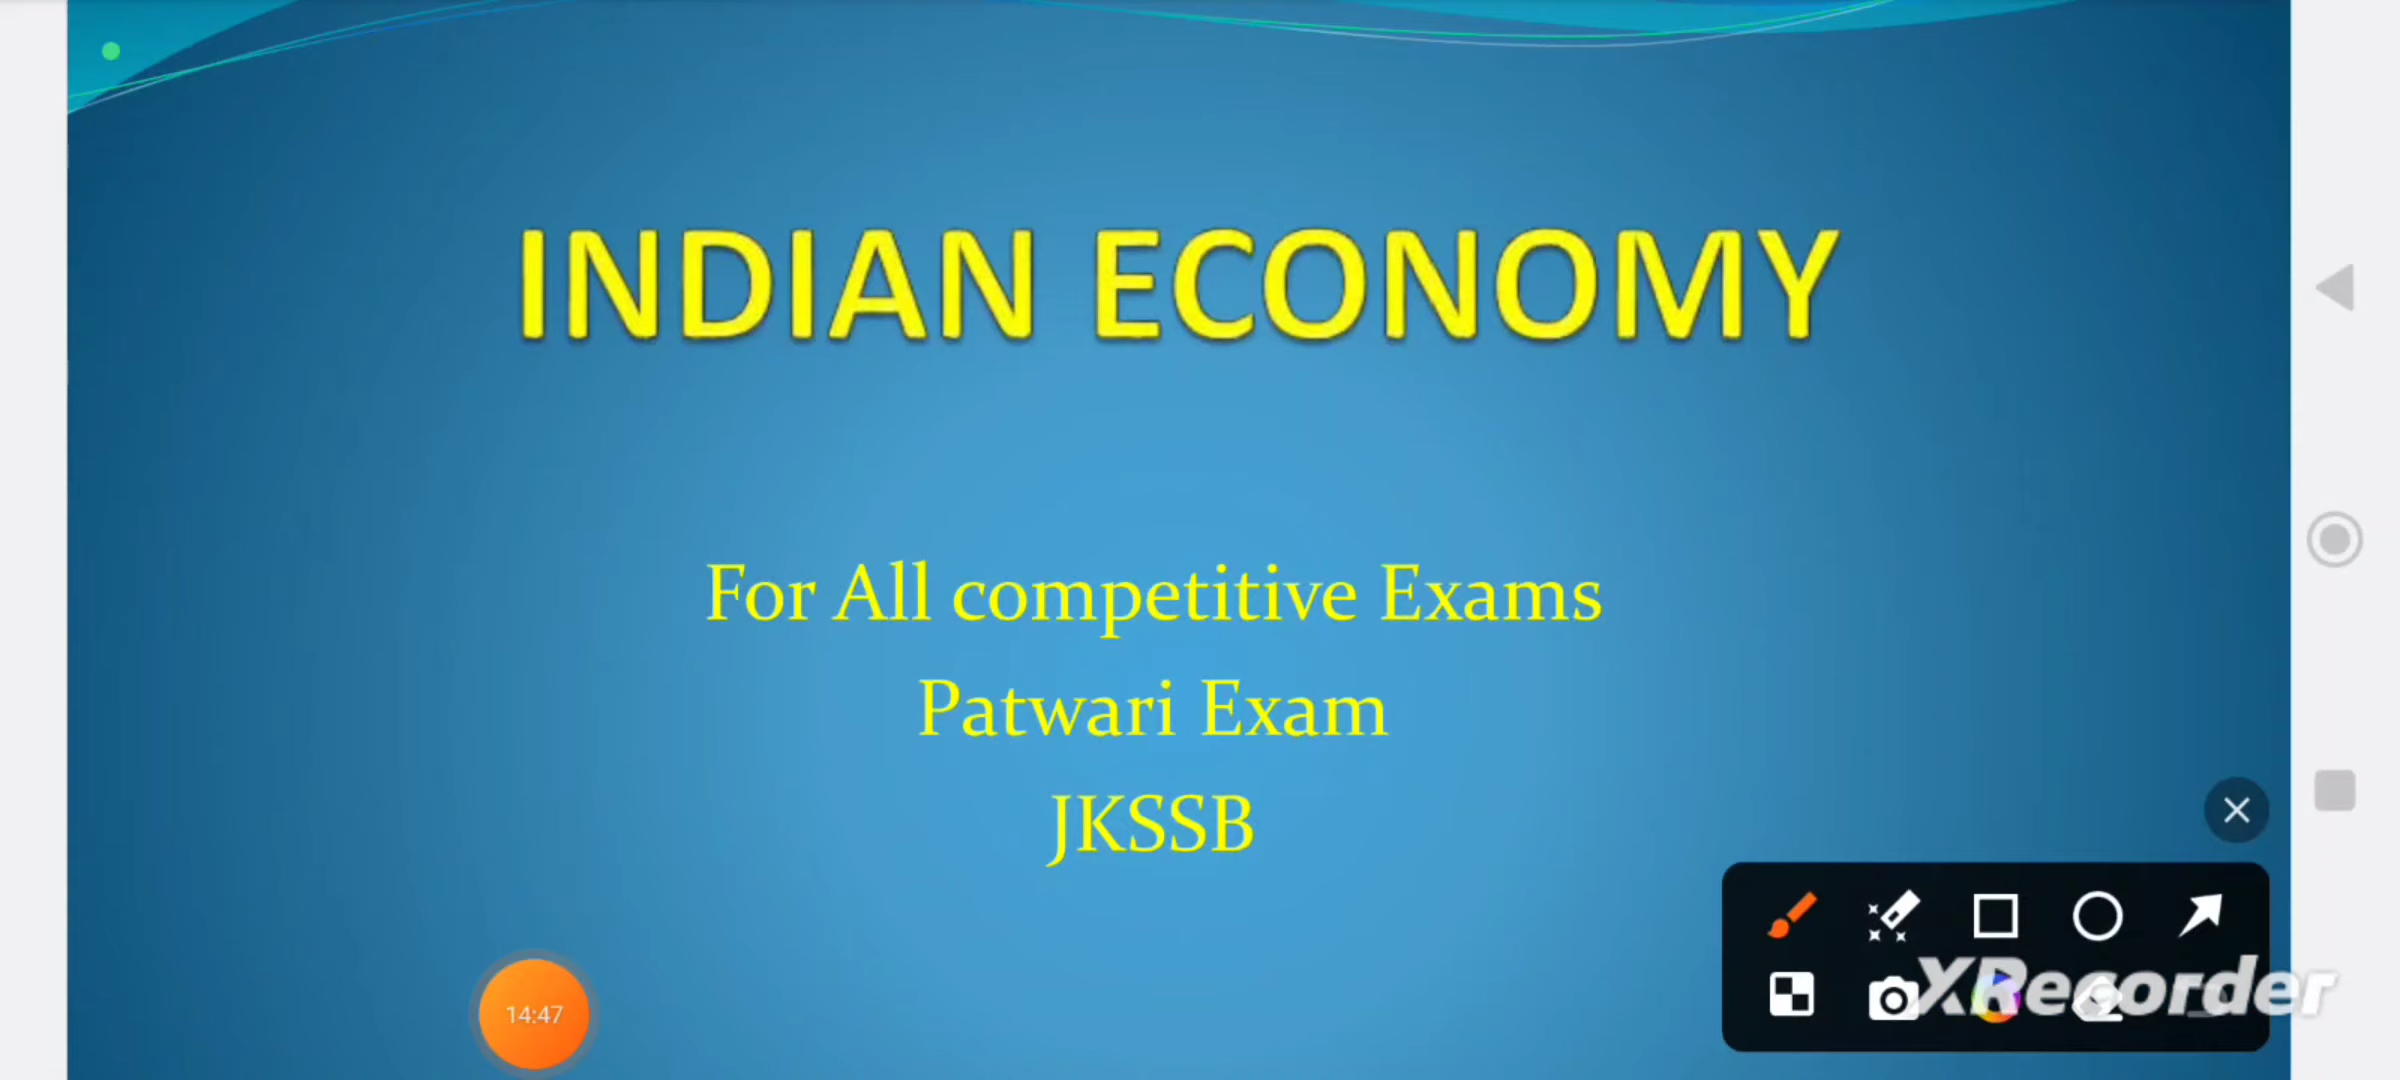 INDIAN ECONOMY
For All competitive Exams
Patwari Exam
JKSSB
14:47
XRecorder